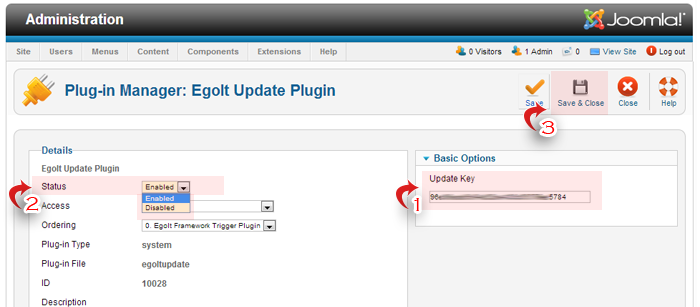 Administration
Joomla!
Site Users Menus Content Components Extensions Help
0 Visitors 1 Admin 0 View Site Log out
Plug-in Manager: Egolt Update Plugin
Save Save & Close Close Help
3
Details
Egolt Update Plugin
Status Enabled
2
Enabled
Disabled
Access
Ordering 0. Egolt Framework Trigger Plugin
Plug-in Type system
Plug-in File egoltupdate
ID 10028
Description
Basic Options
Update Key
1
96 5784